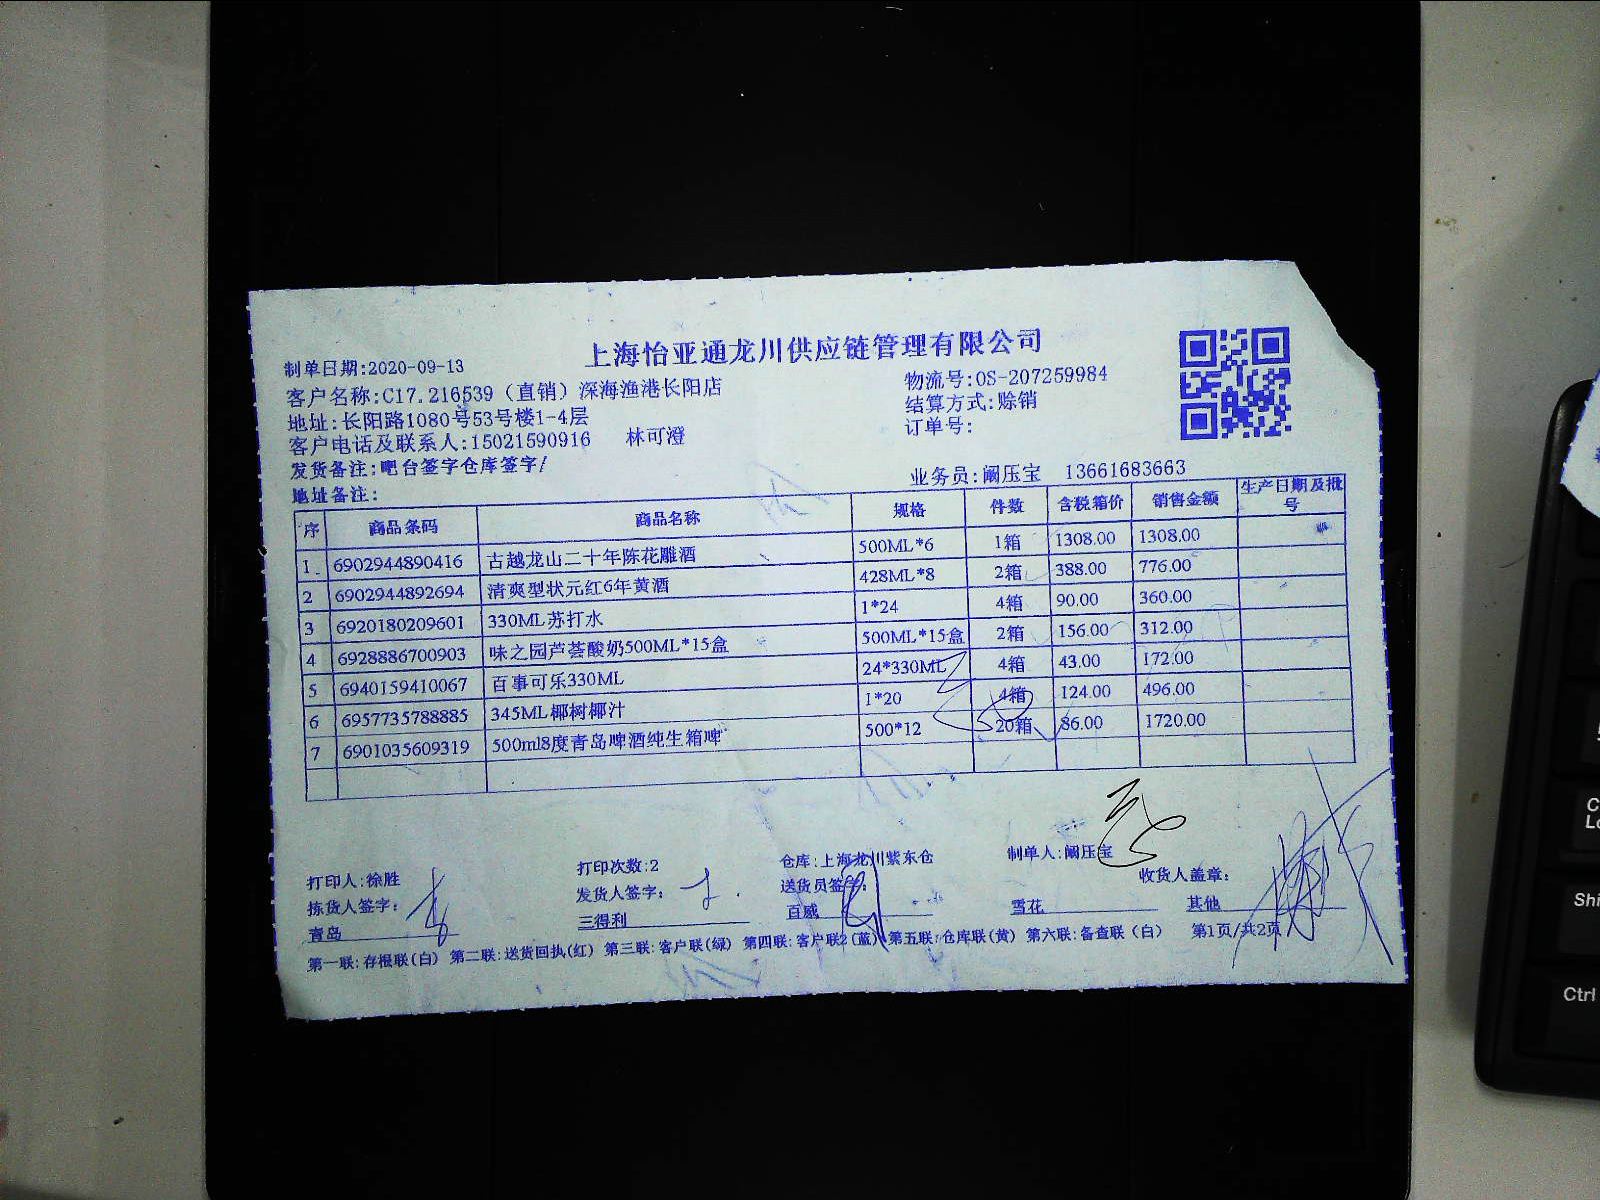 上海怡亚通龙川供应链管理有限公司
制单日期:2020-09-13
客户名称:C17.216539（直销）深海渔港长阳店 物流号:OS-207259984
地址:长阳路1080号53号楼1-4层 结算方式:赊销
客户电话及联系人:15021590916 林可澄 订单号:
发货备注:吧台签字仓库签字/
地址备注: 业务员:阚压宝 13661683663
序 商品条码 商品名称 规格 件数 含税箱价 销售金额 生产日期及批号
1 6902944890416 古越龙山二十年陈花雕酒 500ML*6 1箱 1308.00 1308.00
2 6902944892694 清爽型状元红6年黄酒 428ML*8 2箱 388.00 776.00
3 6920180209601 330ML苏打水 1*24 4箱 90.00 360.00
4 6928886700903 味之园芦荟酸奶500ML*15盒 500ML*15盒 2箱 156.00 312.00
5 6940159410067 百事可乐330ML 24*330ML 4箱 43.00 172.00
6 6957735788885 345ML椰树椰汁 1*20 4箱 124.00 496.00
7 6901035609319 500ml8度青岛啤酒纯生箱啤 500*12 20箱 86.00 1720.00
打印人:徐胜 打印次数:2 仓库:上海龙川紫东仓 制单人:阚压宝
拣货人签字: 发货人签字: 送货员签字: 收货人盖章:
青岛 三得利 百威 雪花 其他
第一联:存根联(白) 第二联:送货回执(红) 第三联:客户联(绿) 第四联:客户联2(蓝) 第五联:仓库联(黄) 第六联:备查联(白) 第1页/共2页
Shi
Ctrl